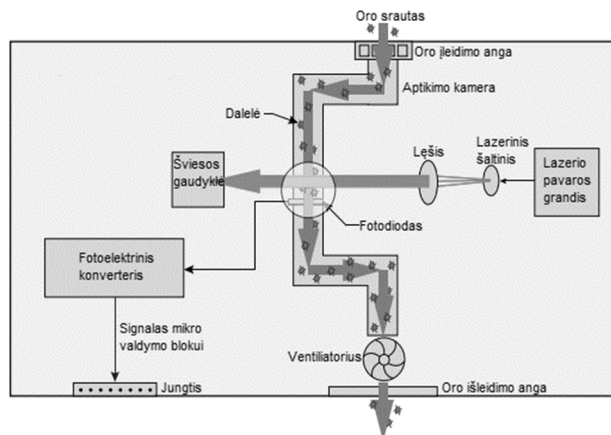 Oro srautas
Oro įleidimo anga
Aptikimo kamera
Dalelė
Lęšis
Lazerinis
šaltinis
Šviesos
gaudyklė
Lazerio
pavaros
grandis
Fotodiodas
Fotoelektrinis
konverteris
Signalas mikro
valdymo blokui
Ventiliatorius
Jungtis
Oro išleidimo anga